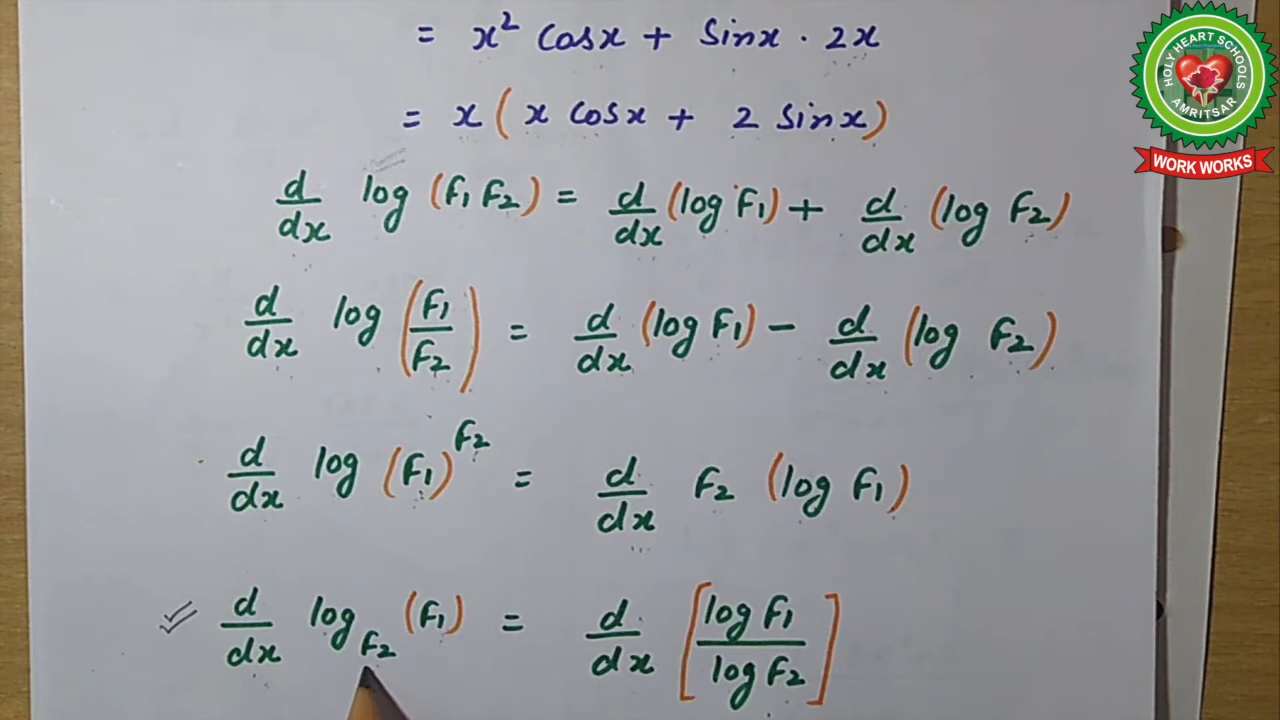 = x² cosx + sinx · 2x
= x ( x cosx + 2 sinx )
d/dx log (F₁ F₂) = d/dx (log F₁) + d/dx (log F₂)
d/dx log (F₁/F₂) = d/dx (log F₁) − d/dx (log F₂)
d/dx log (F₁)^F₂ = d/dx F₂ (log F₁)
d/dx log_F₂ (F₁) = d/dx [log F₁ / log F₂]
HOLY HEART SCHOOLS
AMRITSAR
WORK WORKS